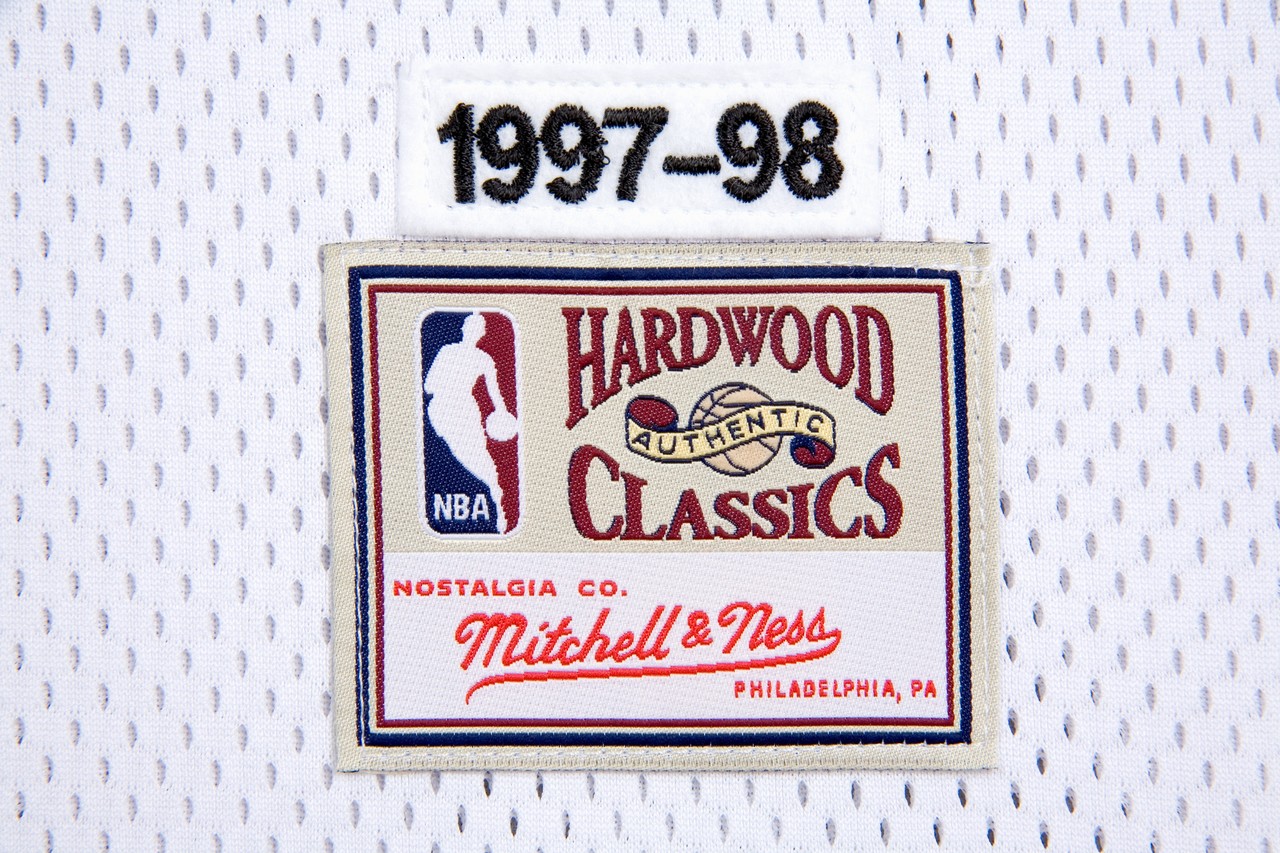 1997-98
HARDWOOD
AUTHENTIC
CLASSICS
NBA
NOSTALGIA CO.
Mitchell & Ness
PHILADELPHIA, PA